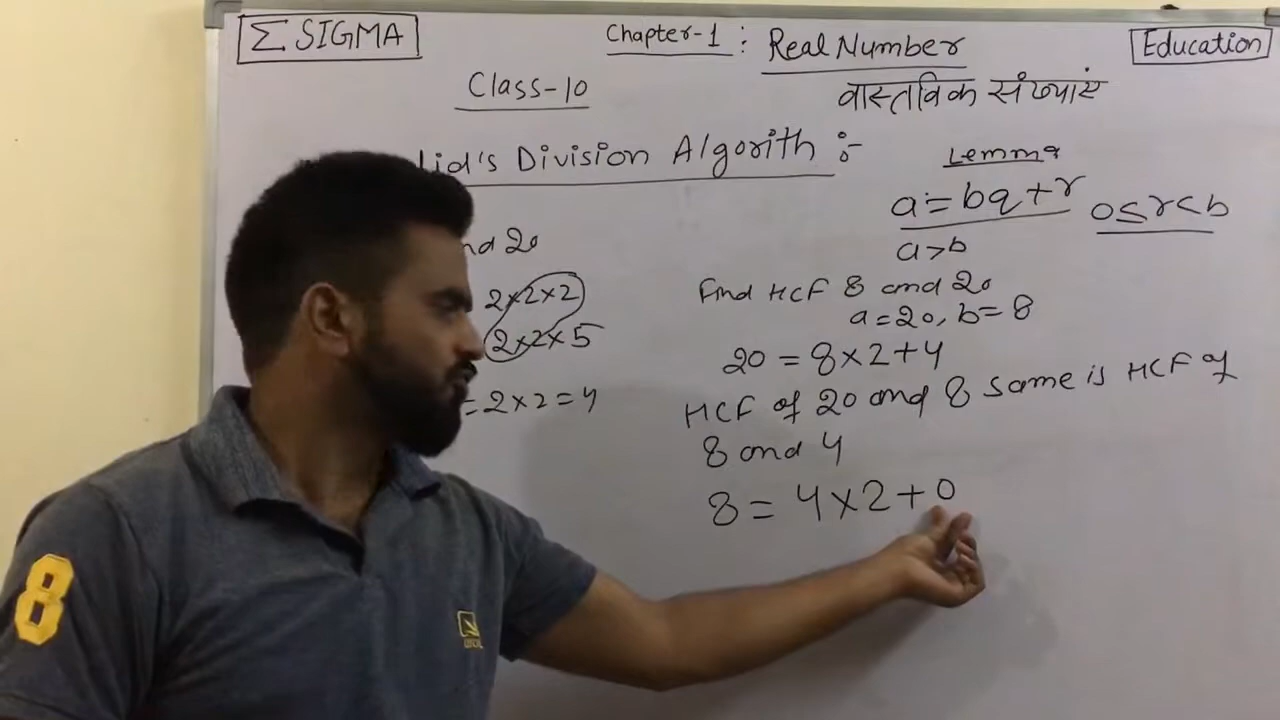 Σ SIGMA
Chapter-1 : Real Number
Education
Class-10
वास्तविक संख्याएं
lid's Division Algorith :-
Lemma
a = bq + r 0 ≤ r < b
a > b
nd 20
2×2×2
2×2×5
= 2×2 = 4
Find HCF 8 and 20
a = 20, b = 8
20 = 8×2+4
HCF of 20 and 8 same is HCF of
8 and 4
8 = 4×2+0
8